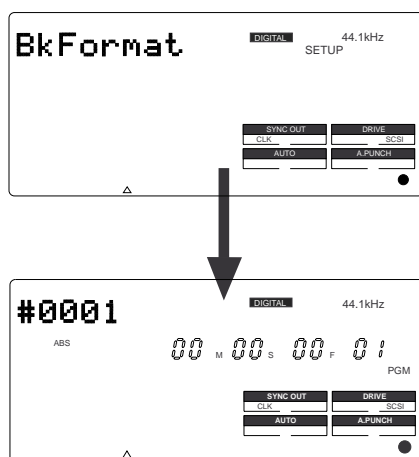 BkFormat DIGITAL 44.1kHz
SETUP
SYNC OUT DRIVE
CLK SCSI
AUTO A.PUNCH
#0001 DIGITAL 44.1kHz
ABS 00 M 00 S 00 F 01
PGM
SYNC OUT DRIVE
CLK SCSI
AUTO A.PUNCH